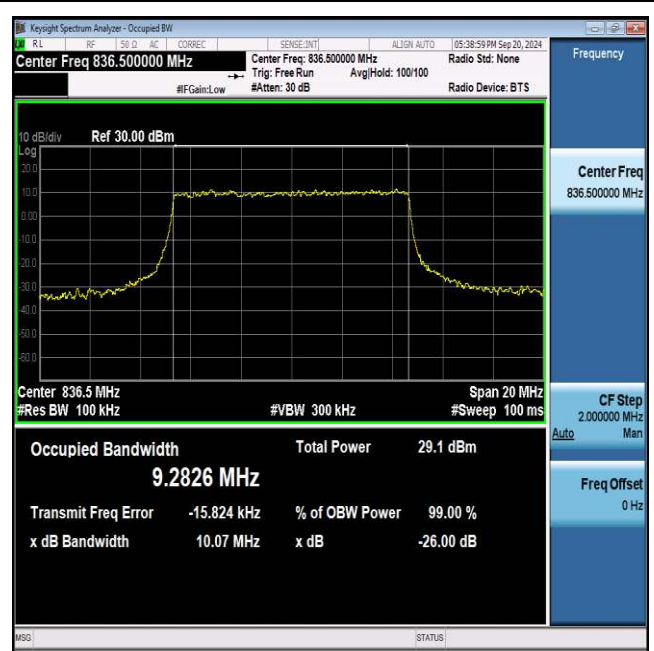 Keysight Spectrum Analyzer - Occupied BW
RL RF 50 Ω AC CORREC SENSE:INT ALIGN AUTO 05:38:59 PM Sep 20, 2024
Center Freq 836.500000 MHz
Center Freq: 836.500000 MHz Radio Std: None
Trig: Free Run Avg|Hold: 100/100
#IFGain:Low #Atten: 30 dB Radio Device: BTS
Frequency
10 dB/div Ref 30.00 dBm
Log
20.0
10.0
0.00
-10.0
-20.0
-30.0
-40.0
-50.0
-60.0
Center 836.5 MHz Span 20 MHz
#Res BW 100 kHz #VBW 300 kHz #Sweep 100 ms
Occupied Bandwidth Total Power 29.1 dBm
9.2826 MHz
Transmit Freq Error -15.824 kHz % of OBW Power 99.00 %
x dB Bandwidth 10.07 MHz x dB -26.00 dB
Center Freq
836.500000 MHz
CF Step
2.000000 MHz
Auto Man
Freq Offset
0 Hz
MSG STATUS